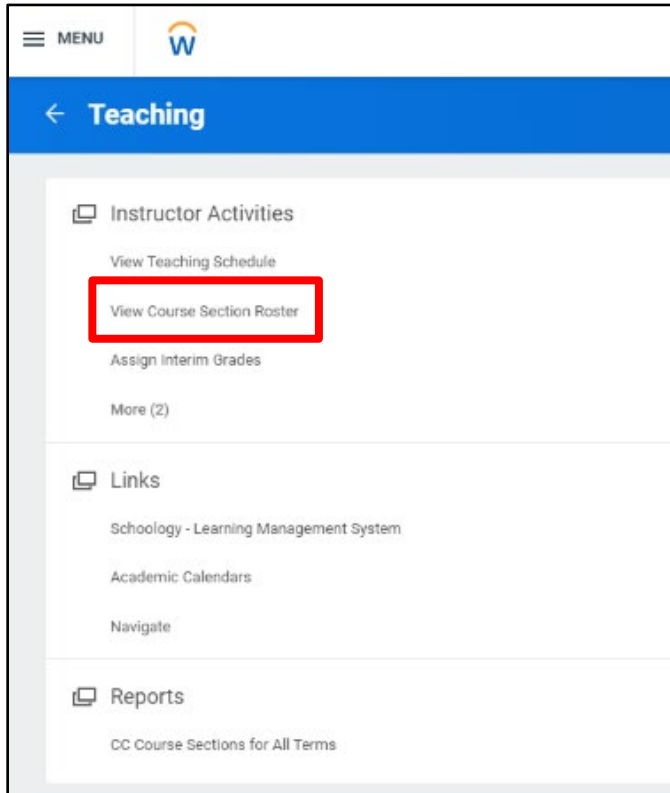 MENU
W
Teaching
Instructor Activities
View Teaching Schedule
View Course Section Roster
Assign Interim Grades
More (2)
Links
Schoology - Learning Management System
Academic Calendars
Navigate
Reports
CC Course Sections for All Terms